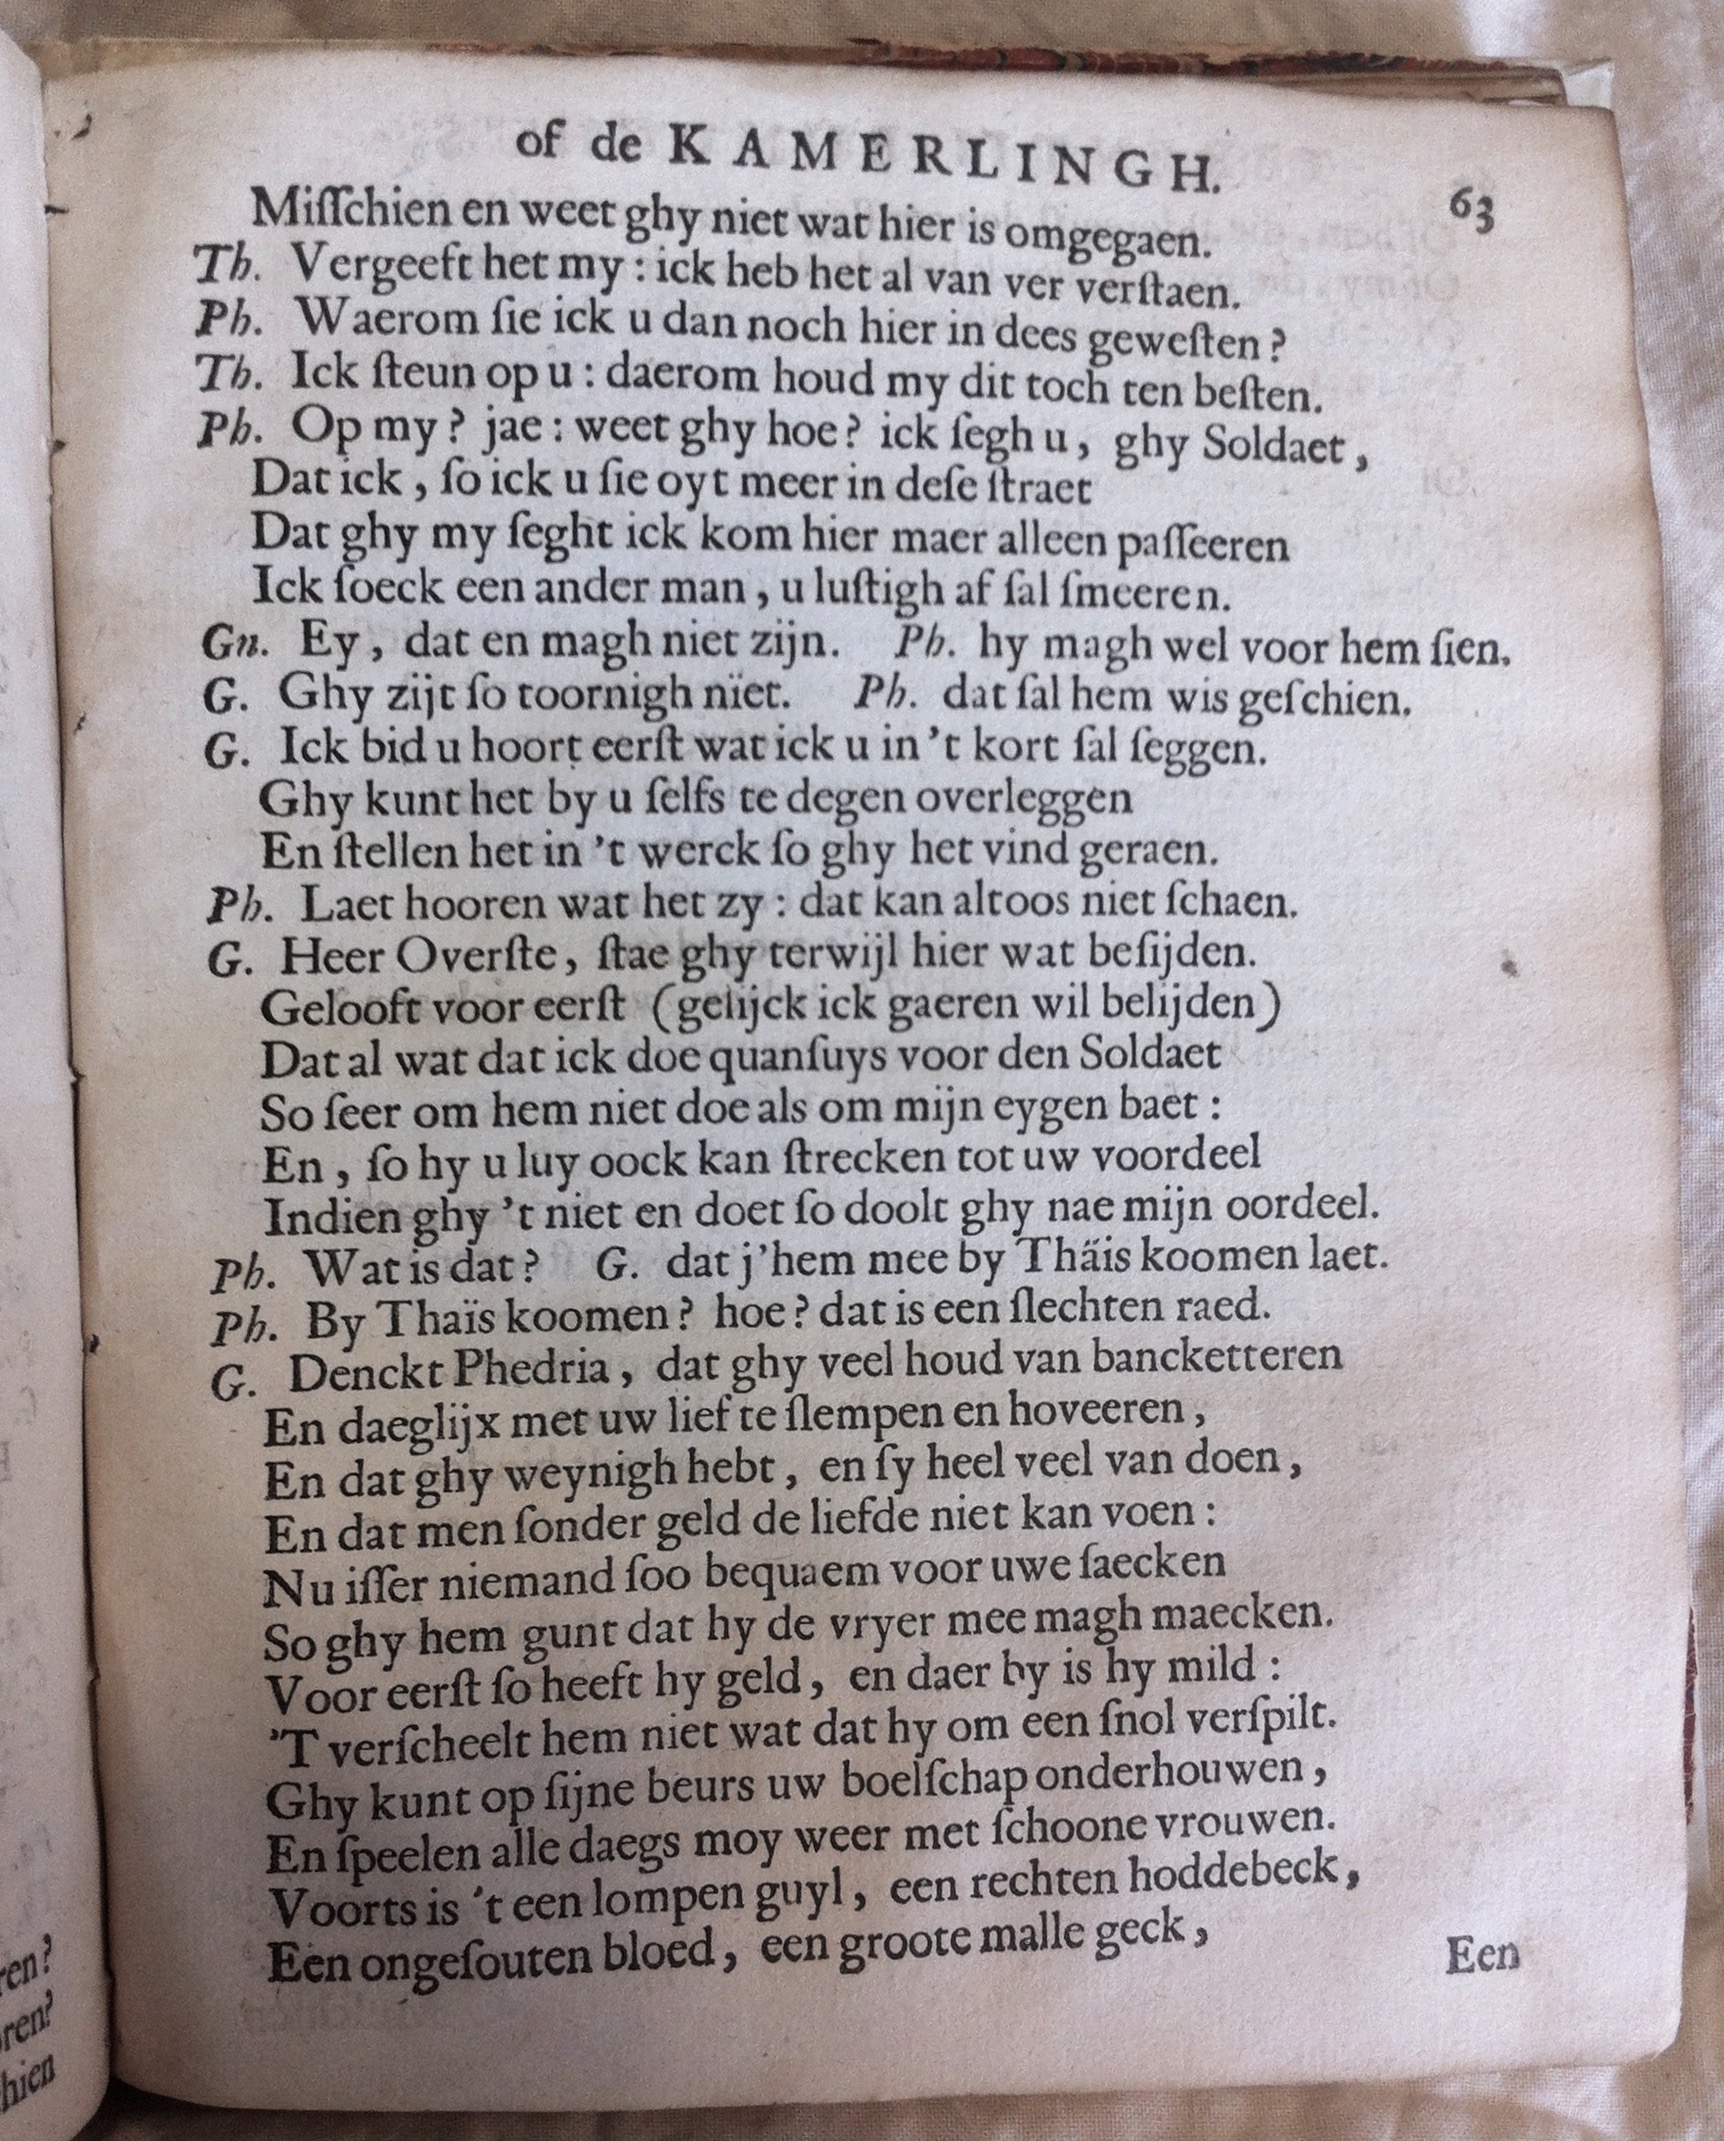 of de KAMERLINGH. 63
Miſſchien en weet ghy niet wat hier is omgegaen.
Th. Vergeeft het my : ick heb het al van ver verſtaen.
Ph. Waerom ſie ick u dan noch hier in dees geweſten ?
Th. Ick ſteun op u : daerom houd my dit toch ten beſten.
Ph. Op my ? jae : weet ghy hoe ? ick ſegh u , ghy Soldaet ,
Dat ick , ſo ick u ſie oyt meer in deſe ſtraet
Dat ghy my ſeght ick kom hier maer alleen paſſeeren
Ick ſoeck een ander man , u luſtigh af ſal ſmeeren.
Gn. Ey , dat en magh niet zijn. Ph. hy magh wel voor hem ſien.
G. Ghy zijt ſo toornigh niet. Ph. dat ſal hem wis geſchien.
G. Ick bid u hoort eerſt wat ick u in 't kort ſal ſeggen.
Ghy kunt het by u ſelfs te degen overleggen
En ſtellen het in 't werck ſo ghy het vind geraen.
Ph. Laet hooren wat het zy : dat kan altoos niet ſchaen.
G. Heer Overſte , ſtae ghy terwijl hier wat beſijden.
Gelooft voor eerſt (gelijck ick gaeren wil belijden)
Dat al wat dat ick doe quanſuys voor den Soldaet
So ſeer om hem niet doe als om mijn eygen baet :
En , ſo hy u luy oock kan ſtrecken tot uw voordeel
Indien ghy 't niet en doet ſo doolt ghy nae mijn oordeel.
Ph. Wat is dat ? G. dat j'hem mee by Thäis koomen laet.
Ph. By Thaïs koomen ? hoe ? dat is een ſlechten raed.
G. Denckt Phedria , dat ghy veel houd van bancketteren
En daeglijx met uw lief te ſlempen en hoveeren ,
En dat ghy weynigh hebt , en ſy heel veel van doen ,
En dat men ſonder geld de liefde niet kan voen :
Nu iſſer niemand ſoo bequaem voor uwe ſaecken
So ghy hem gunt dat hy de vryer mee magh maecken.
Voor eerſt ſo heeft hy geld , en daer by is hy mild :
'T verſcheelt hem niet wat dat hy om een ſnol verſpilt.
Ghy kunt op ſijne beurs uw boelſchap onderhouwen ,
En ſpeelen alle daegs moy weer met ſchoone vrouwen.
Voorts is 't een lompen guyl , een rechten hoddebeck ,
Een ongeſouten bloed , een groote malle geck ,
Een